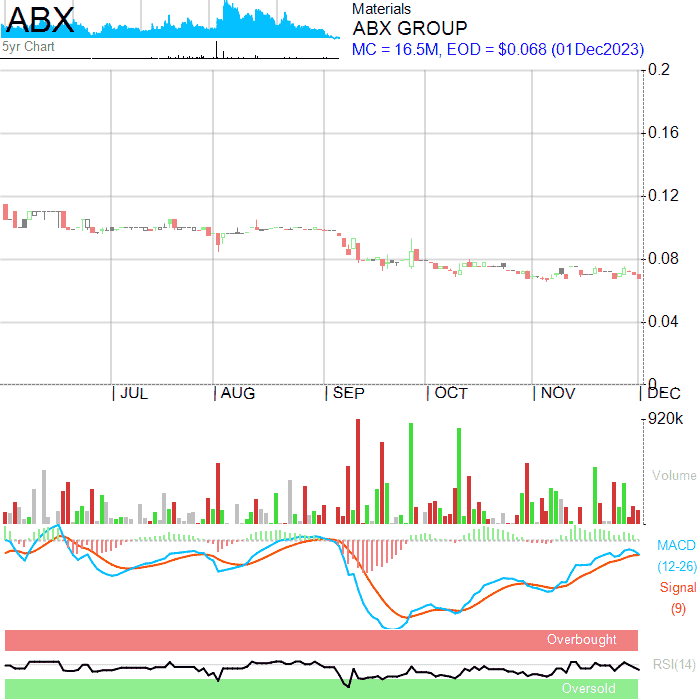 ABX
5yr Chart
Materials
ABX GROUP
MC = 16.5M, EOD = $0.068 (01Dec2023)
0.2
0.16
0.12
0.08
0.04
0
JUL AUG SEP OCT NOV DEC
920k
Volume
MACD
(12-26)
Signal
(9)
Overbought
RSI(14)
Oversold